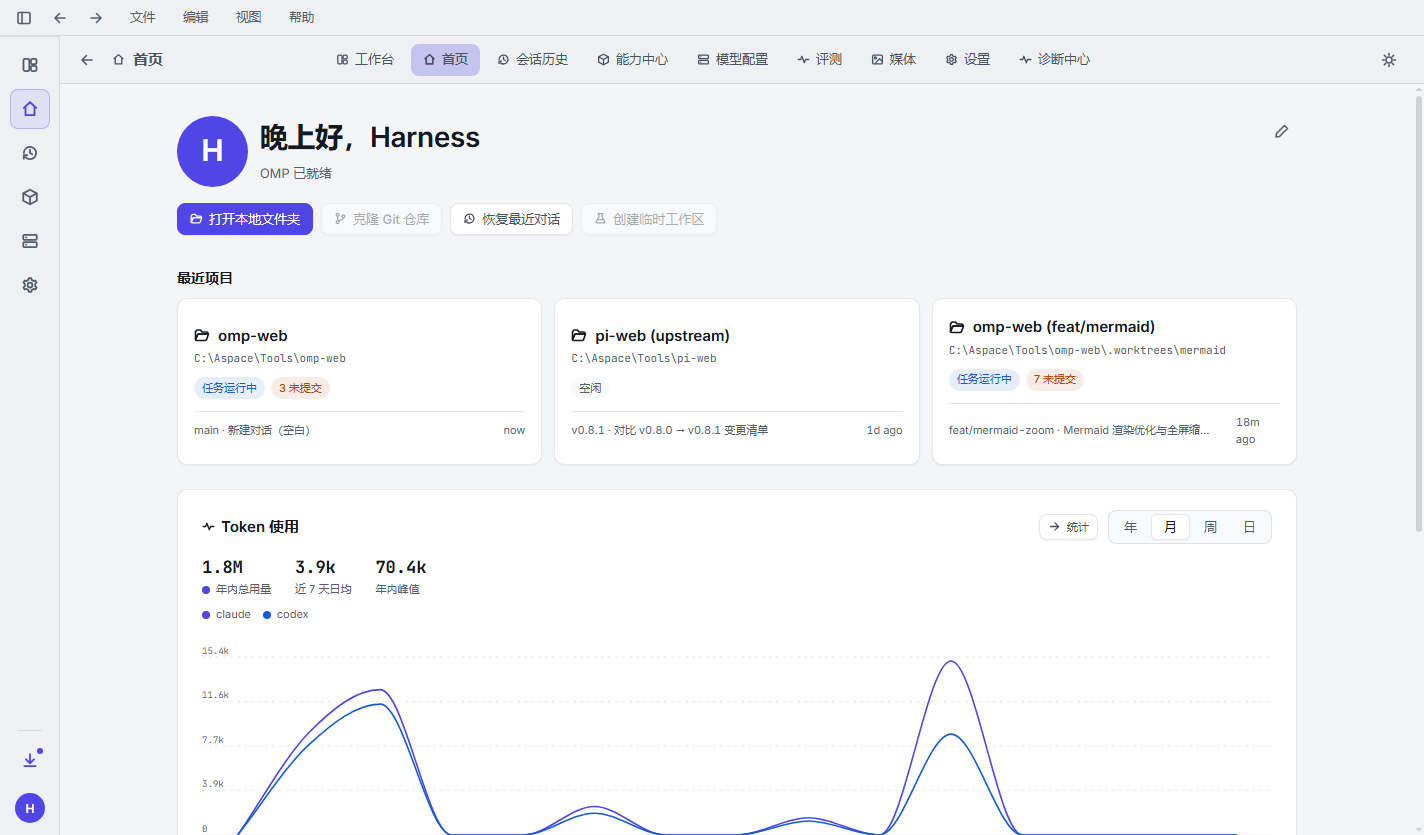 文件 编辑 视图 帮助
首页 工作台 首页 会话历史 能力中心 模型配置 评测 媒体 设置 诊断中心
H 晚上好，Harness
OMP 已就绪
打开本地文件夹 克隆 Git 仓库 恢复最近对话 创建临时工作区
最近项目
omp-web
C:\Aspace\Tools\omp-web
任务运行中 3 未提交
main · 新建对话（空白） now
pi-web (upstream)
C:\Aspace\Tools\pi-web
空闲
v0.8.1 · 对比 v0.8.0 → v0.8.1 变更清单 1d ago
omp-web (feat/mermaid)
C:\Aspace\Tools\omp-web\.worktrees\mermaid
任务运行中 7 未提交
feat/mermaid-zoom · Mermaid 渲染优化与全屏缩... 18m
ago
Token 使用 统计 年 月 周 日
1.8M 3.9k 70.4k
年内总用量 近 7 天日均 年内峰值
claude codex
15.4k
11.6k
7.7k
3.9k
0
H